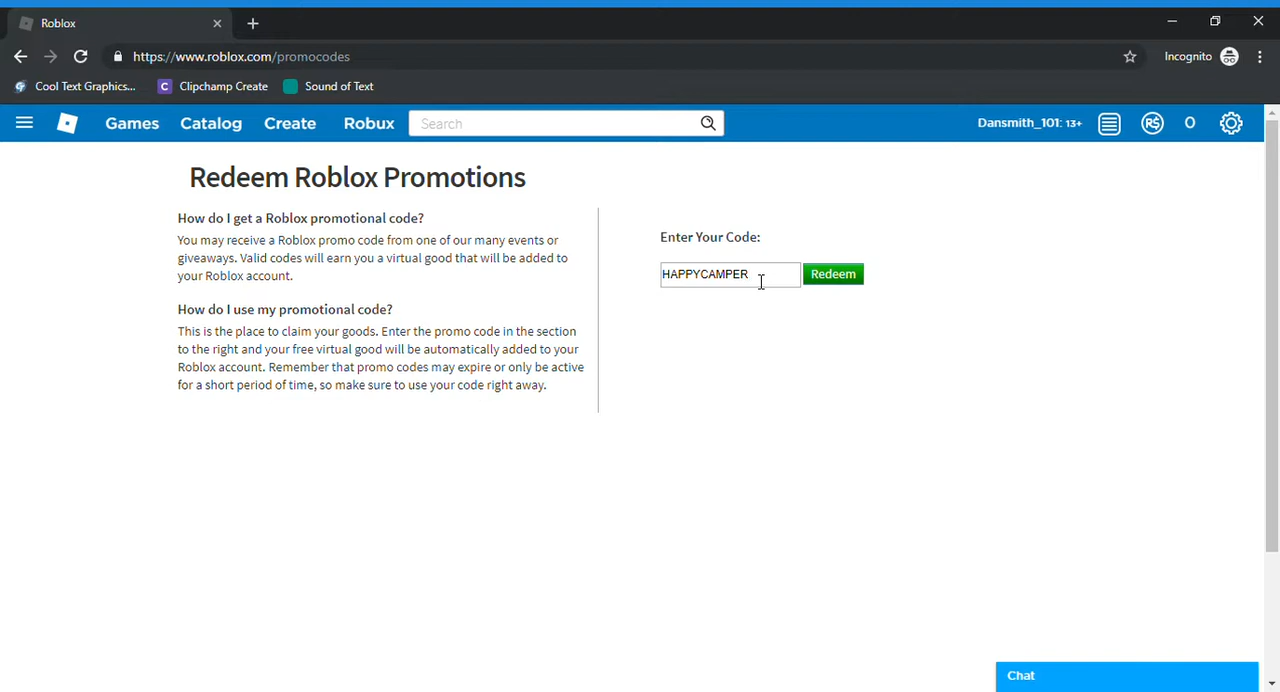 Roblox
https://www.roblox.com/promocodes
Incognito
Cool Text Graphics...
Clipchamp Create
Sound of Text
Games
Catalog
Create
Robux
Search
Dansmith_101: 13+
R$
0
Redeem Roblox Promotions
How do I get a Roblox promotional code?
You may receive a Roblox promo code from one of our many events or
giveaways. Valid codes will earn you a virtual good that will be added to
your Roblox account.
How do I use my promotional code?
This is the place to claim your goods. Enter the promo code in the section
to the right and your free virtual good will be automatically added to your
Roblox account. Remember that promo codes may expire or only be active
for a short period of time, so make sure to use your code right away.
Enter Your Code:
HAPPYCAMPER
Redeem
Chat